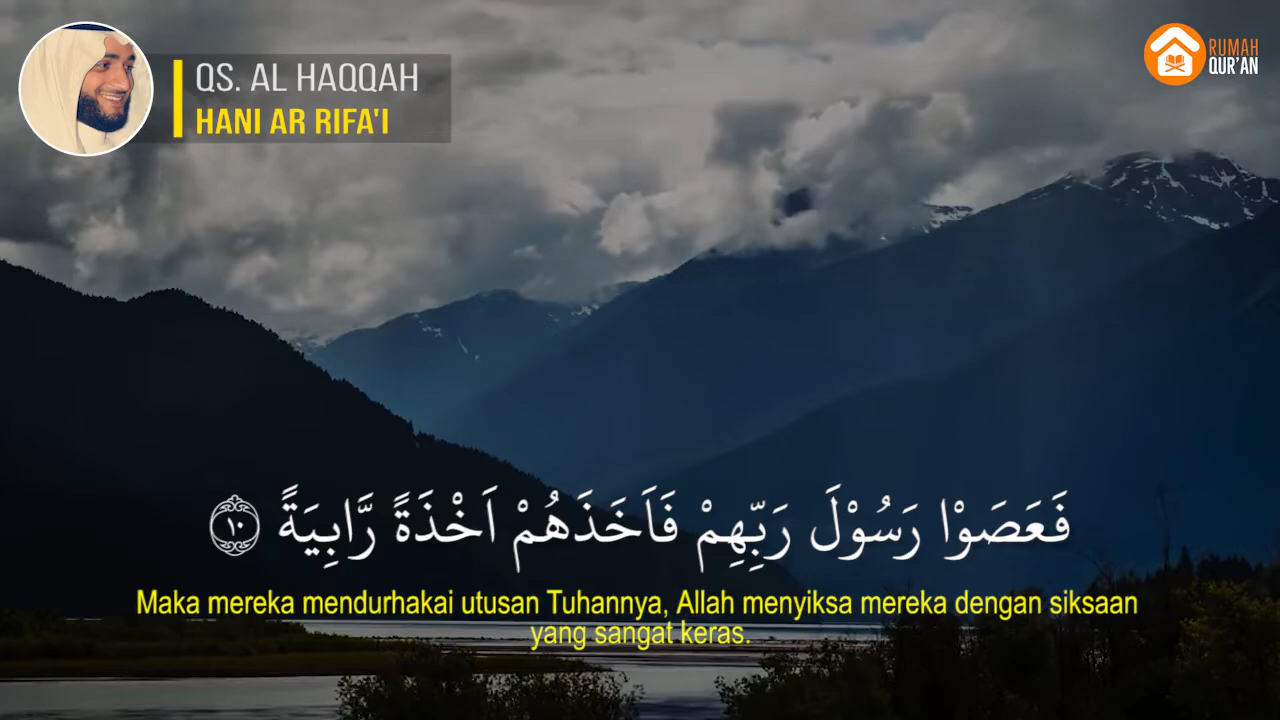 QS. AL HAQQAH
HANI AR RIFA'I
RUMAH
QUR'AN
فَعَصَوْا رَسُوْلَ رَبِّهِمْ فَاَخَذَهُمْ اَخْذَةً رَّابِيَةً ١٠
Maka mereka mendurhakai utusan Tuhannya, Allah menyiksa mereka dengan siksaan
yang sangat keras.